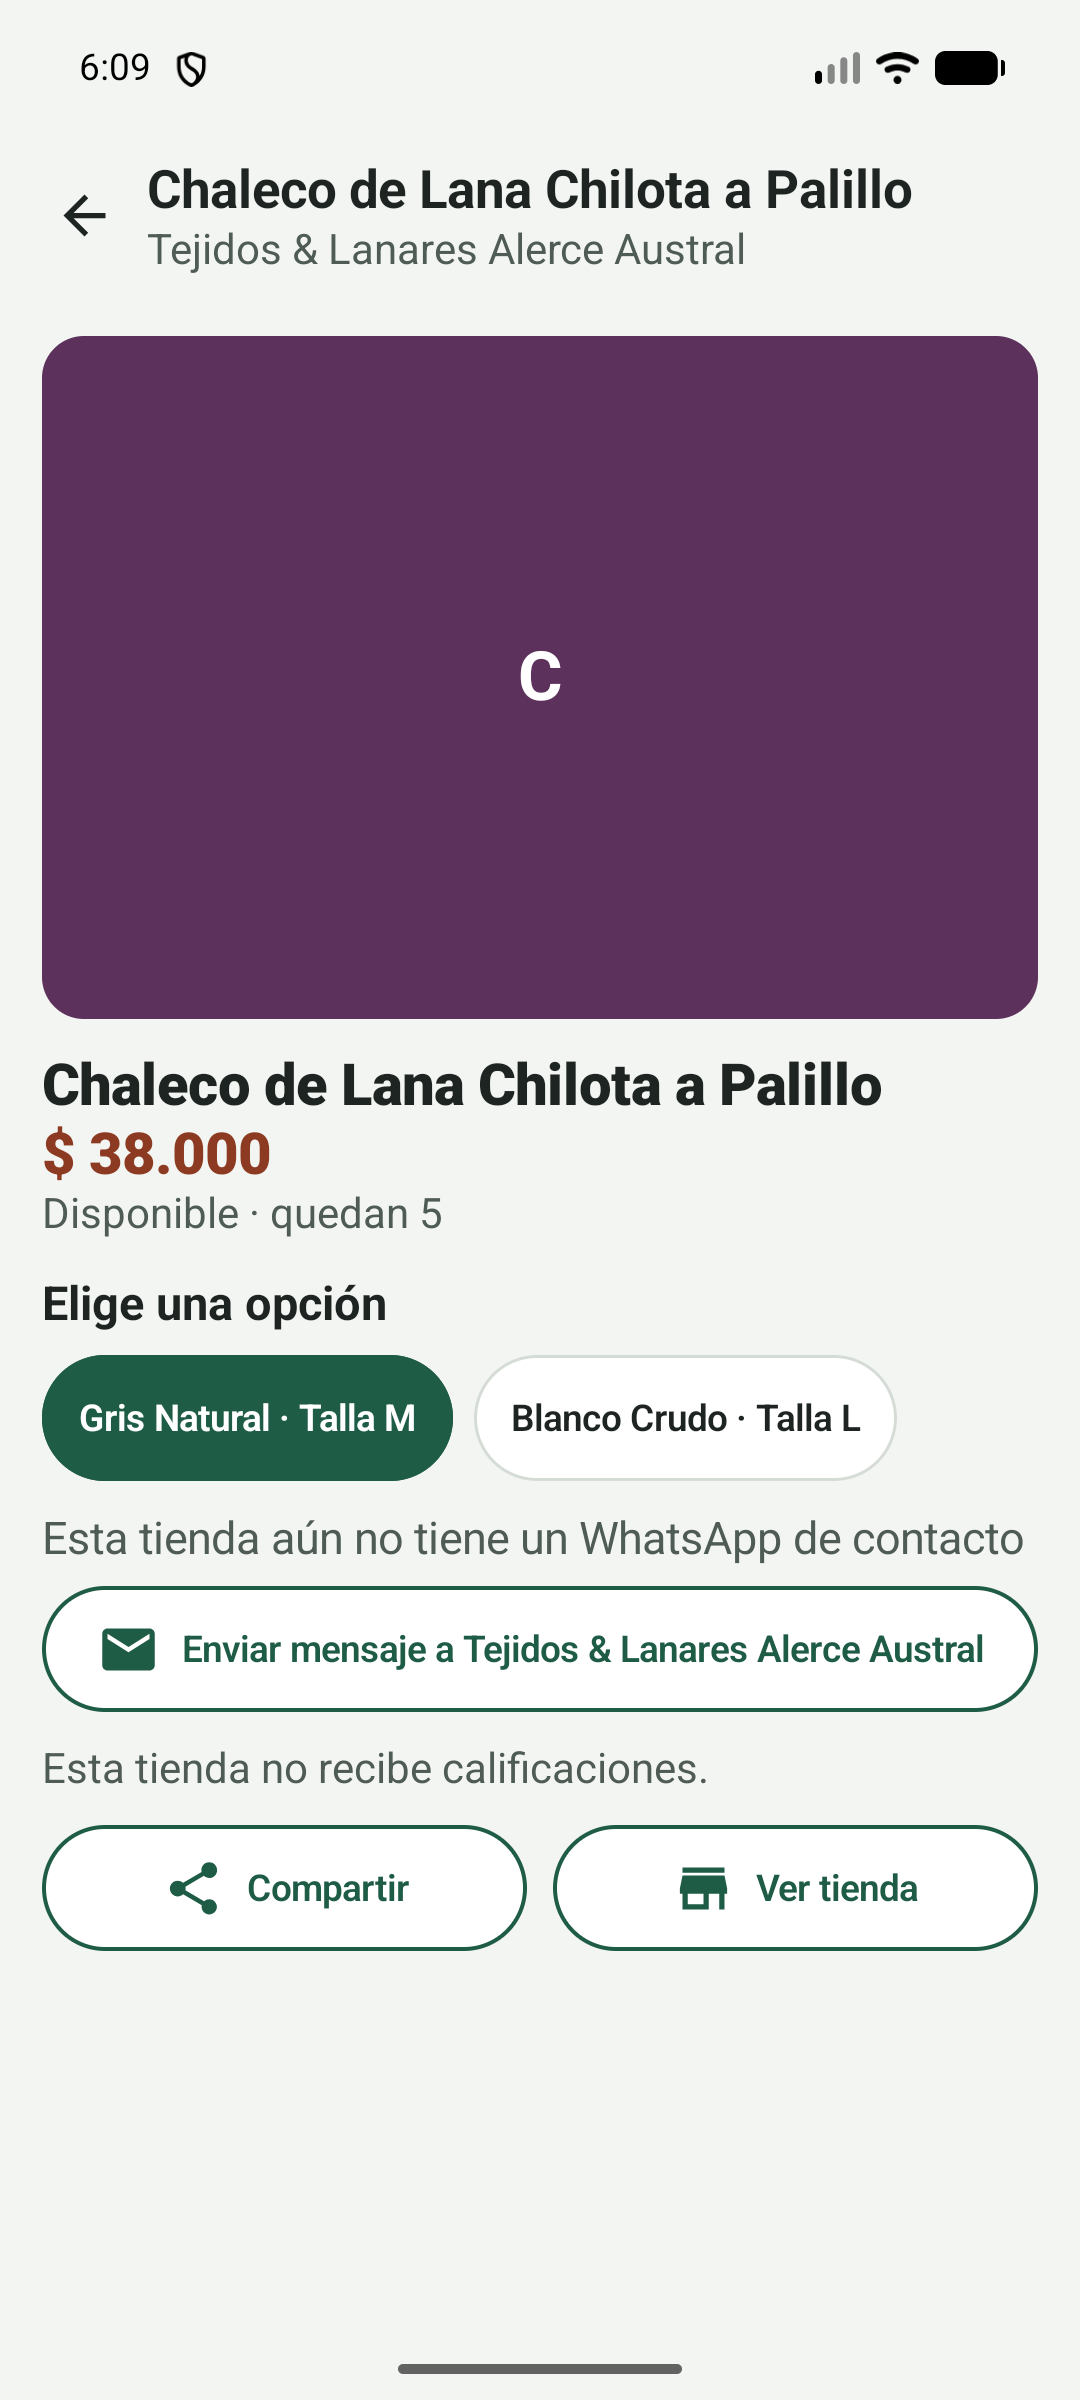 6:09
Chaleco de Lana Chilota a Palillo
Tejidos & Lanares Alerce Austral
C
Chaleco de Lana Chilota a Palillo
$ 38.000
Disponible · quedan 5
Elige una opción
Gris Natural · Talla M
Blanco Crudo · Talla L
Esta tienda aún no tiene un WhatsApp de contacto
Enviar mensaje a Tejidos & Lanares Alerce Austral
Esta tienda no recibe calificaciones.
Compartir
Ver tienda